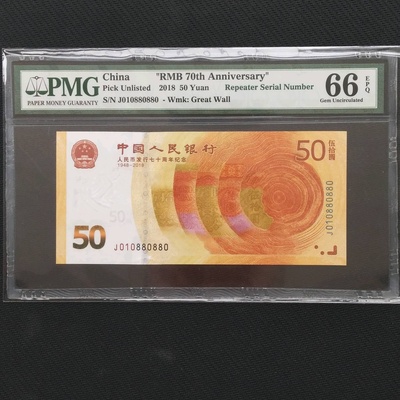 PMG
PAPER MONEY GUARANTY
China "RMB 70th Anniversary"
Pick Unlisted 2018 50 Yuan Repeater Serial Number
S/N J010880880 - Wmk: Great Wall
66 EPQ
Gem Uncirculated
中国人民银行
人民币发行七十周年纪念
1948-2018
50 伍拾圆
50
J010880880
J010880880